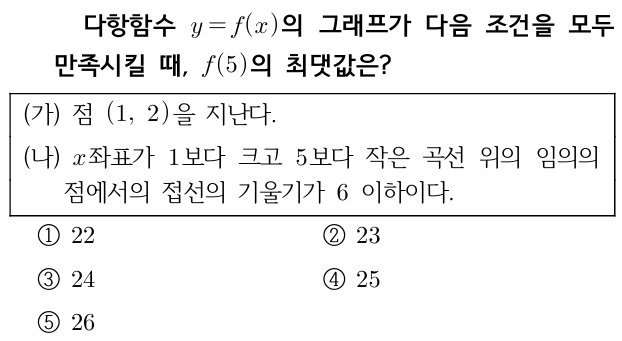 다항함수 y=f(x)의 그래프가 다음 조건을 모두
만족시킬 때, f(5)의 최댓값은?
(가) 점 (1, 2)을 지난다.
(나) x좌표가 1보다 크고 5보다 작은 곡선 위의 임의의
점에서의 접선의 기울기가 6 이하이다.
① 22 ② 23
③ 24 ④ 25
⑤ 26